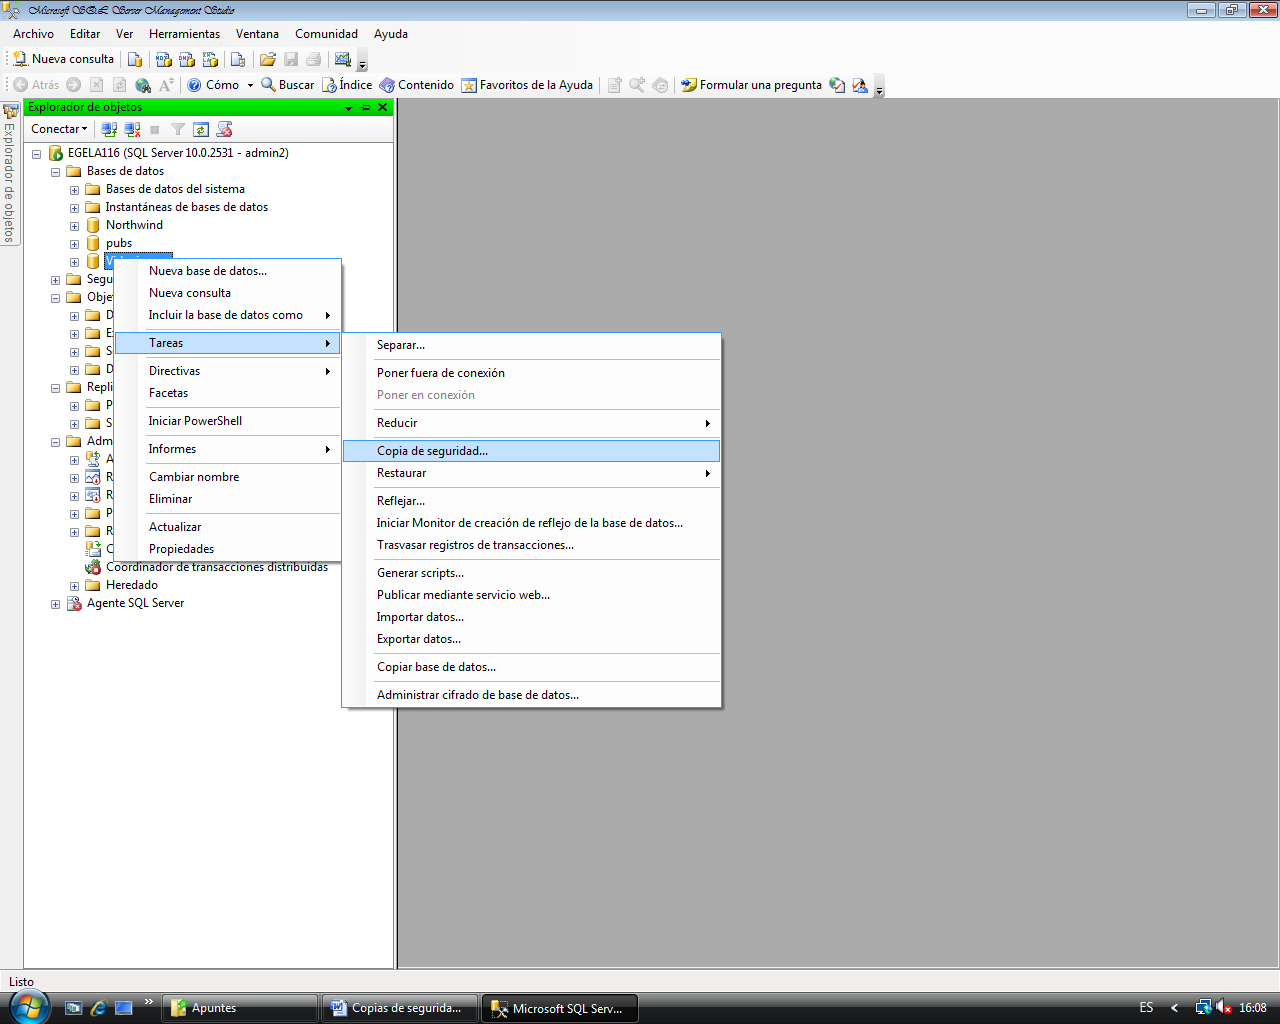 Microsoft SQL Server Management Studio
Archivo Editar Ver Herramientas Ventana Comunidad Ayuda
Nueva consulta
Atrás Cómo Buscar Índice Contenido Favoritos de la Ayuda Formular una pregunta
Explorador de objetos
Explorador de objetos
Conectar
EGELA116 (SQL Server 10.0.2531 - admin2)
Bases de datos
Bases de datos del sistema
Instantáneas de bases de datos
Northwind
pubs
Segu
Obje
D
E
S
D
Repli
P
S
Adm
A
R
R
P
R
C
Coordinador de transacciones distribuidas
Heredado
Agente SQL Server
Nueva base de datos...
Nueva consulta
Incluir la base de datos como
Tareas
Directivas
Facetas
Iniciar PowerShell
Informes
Cambiar nombre
Eliminar
Actualizar
Propiedades
Separar...
Poner fuera de conexión
Poner en conexión
Reducir
Copia de seguridad...
Restaurar
Reflejar...
Iniciar Monitor de creación de reflejo de la base de datos...
Trasvasar registros de transacciones...
Generar scripts...
Publicar mediante servicio web...
Importar datos...
Exportar datos...
Copiar base de datos...
Administrar cifrado de base de datos...
Listo
Apuntes
Copias de segurida...
Microsoft SQL Serv...
ES
16:08